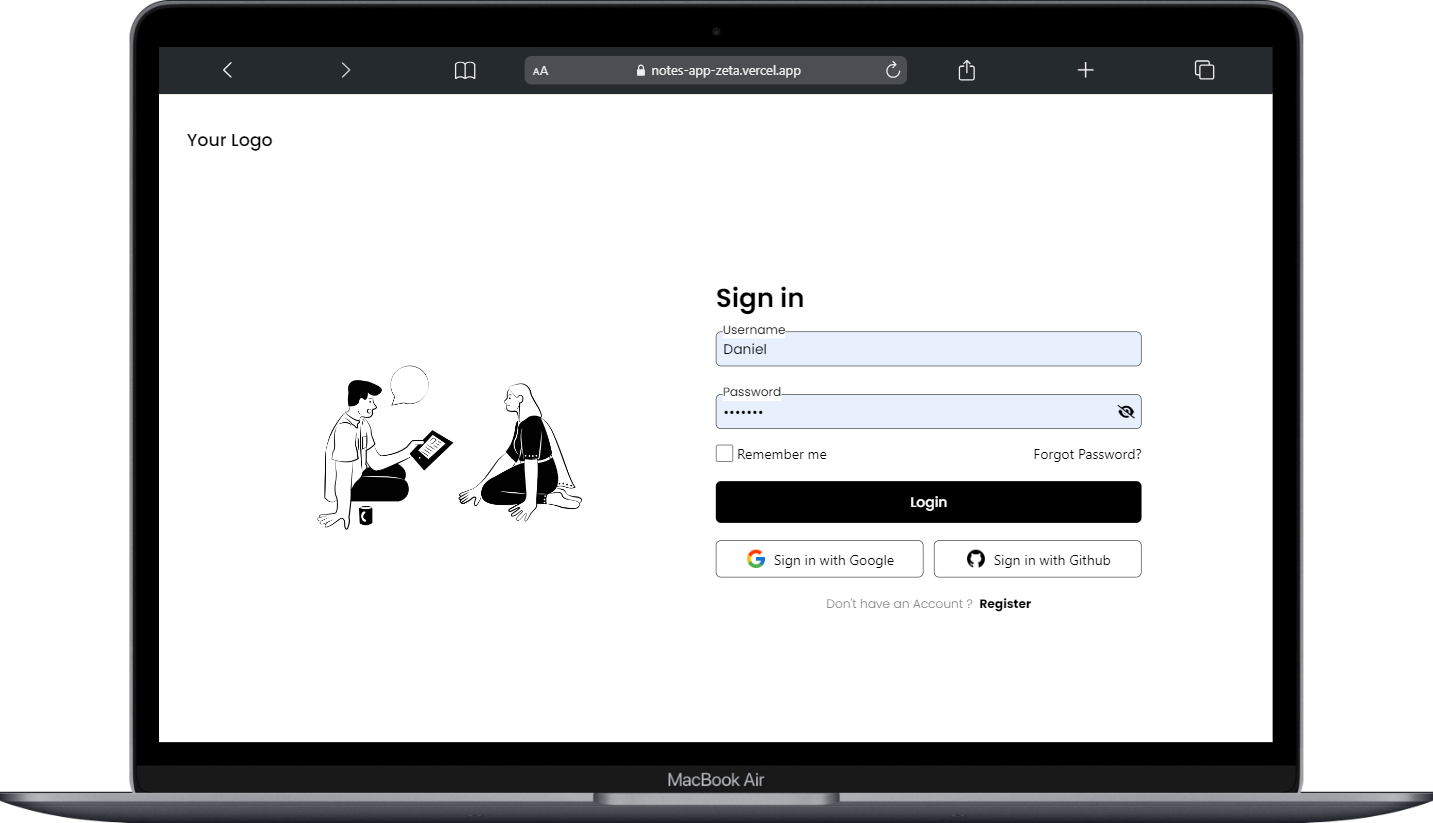 AA notes-app-zeta.vercel.app
Your Logo
Sign in
Username
Daniel
Password
•••••••
Remember me Forgot Password?
Login
Sign in with Google Sign in with Github
Don't have an Account ? Register
MacBook Air